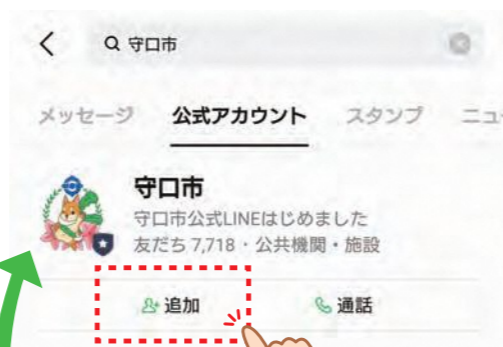 守口市
メッセージ 公式アカウント スタンプ ニュ
守口市
守口市公式LINEはじめました
友だち 7,718・公共機関・施設
追加 通話